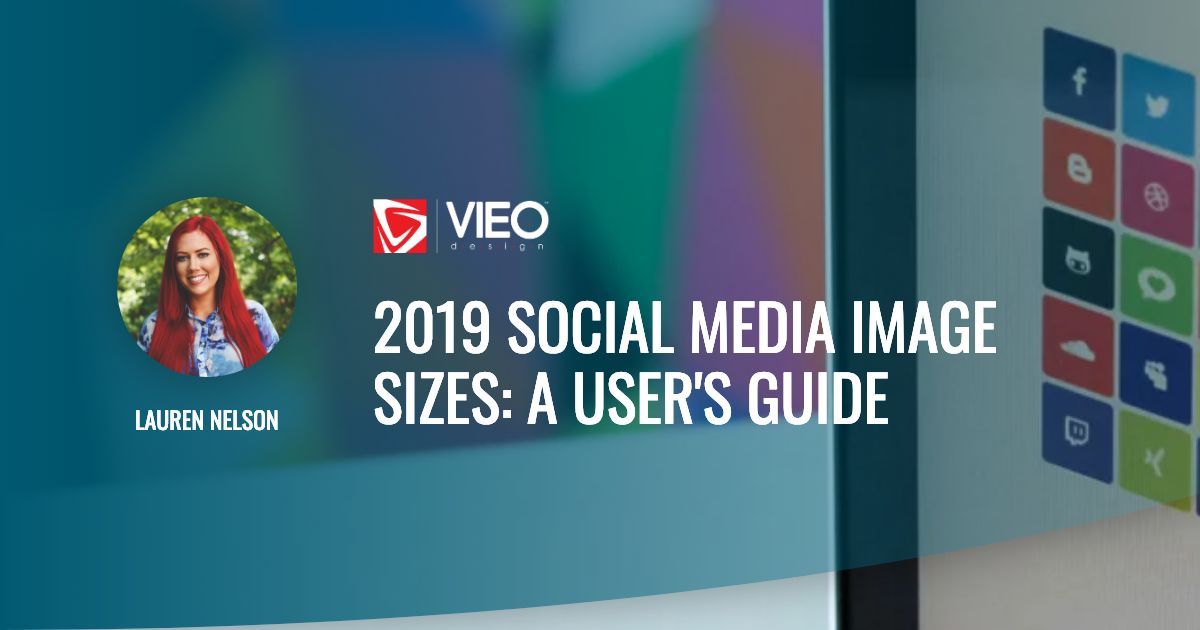 VIEO
design
2019 SOCIAL MEDIA IMAGE
SIZES: A USER'S GUIDE
LAUREN NELSON